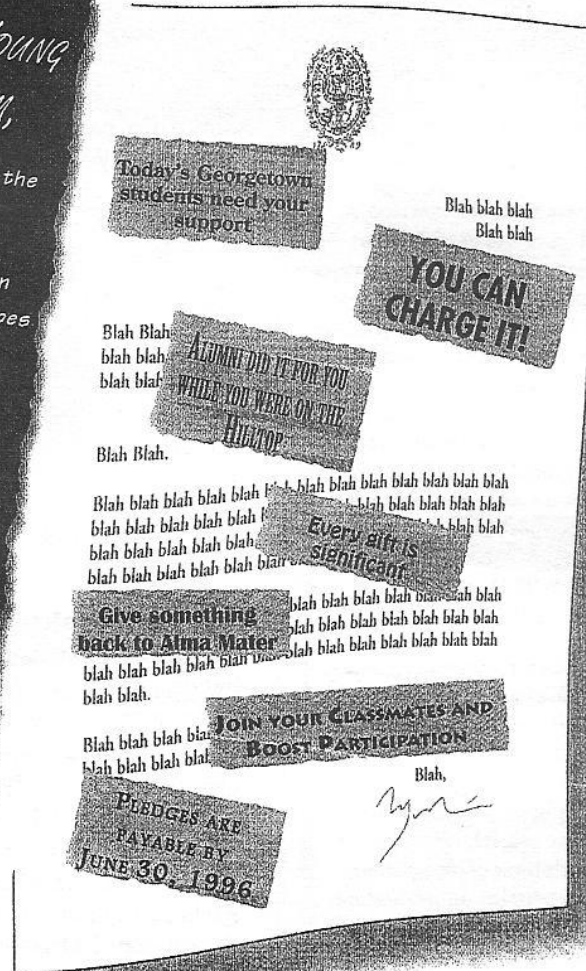 OUNG
the
Today's Georgetown
students need your
support
Blah blah blah
Blah blah
YOU CAN
CHARGE IT!
Blah Blah
blah blah
blah blah
ALUMNI DID IT FOR YOU
WHILE YOU WERE ON THE
HILLTOP.
Blah Blah.
Blah blah blah blah blah blah blah blah blah blah blah blah
blah blah blah blah blah blah blah blah blah blah
blah blah blah blah blah blah blah
blah blah blah blah blah blah
Every gift is
significant
Give something
back to Alma Mater
blah blah blah blah blah blah
blah blah blah blah blah blah blah
blah blah blah blah blah blah blah blah blah blah blah blah
blah blah.
JOIN YOUR CLASSMATES AND
BOOST PARTICIPATION
Blah blah blah blah
blah blah blah blah
Blah,
PLEDGES ARE
PAYABLE BY
JUNE 30, 1996